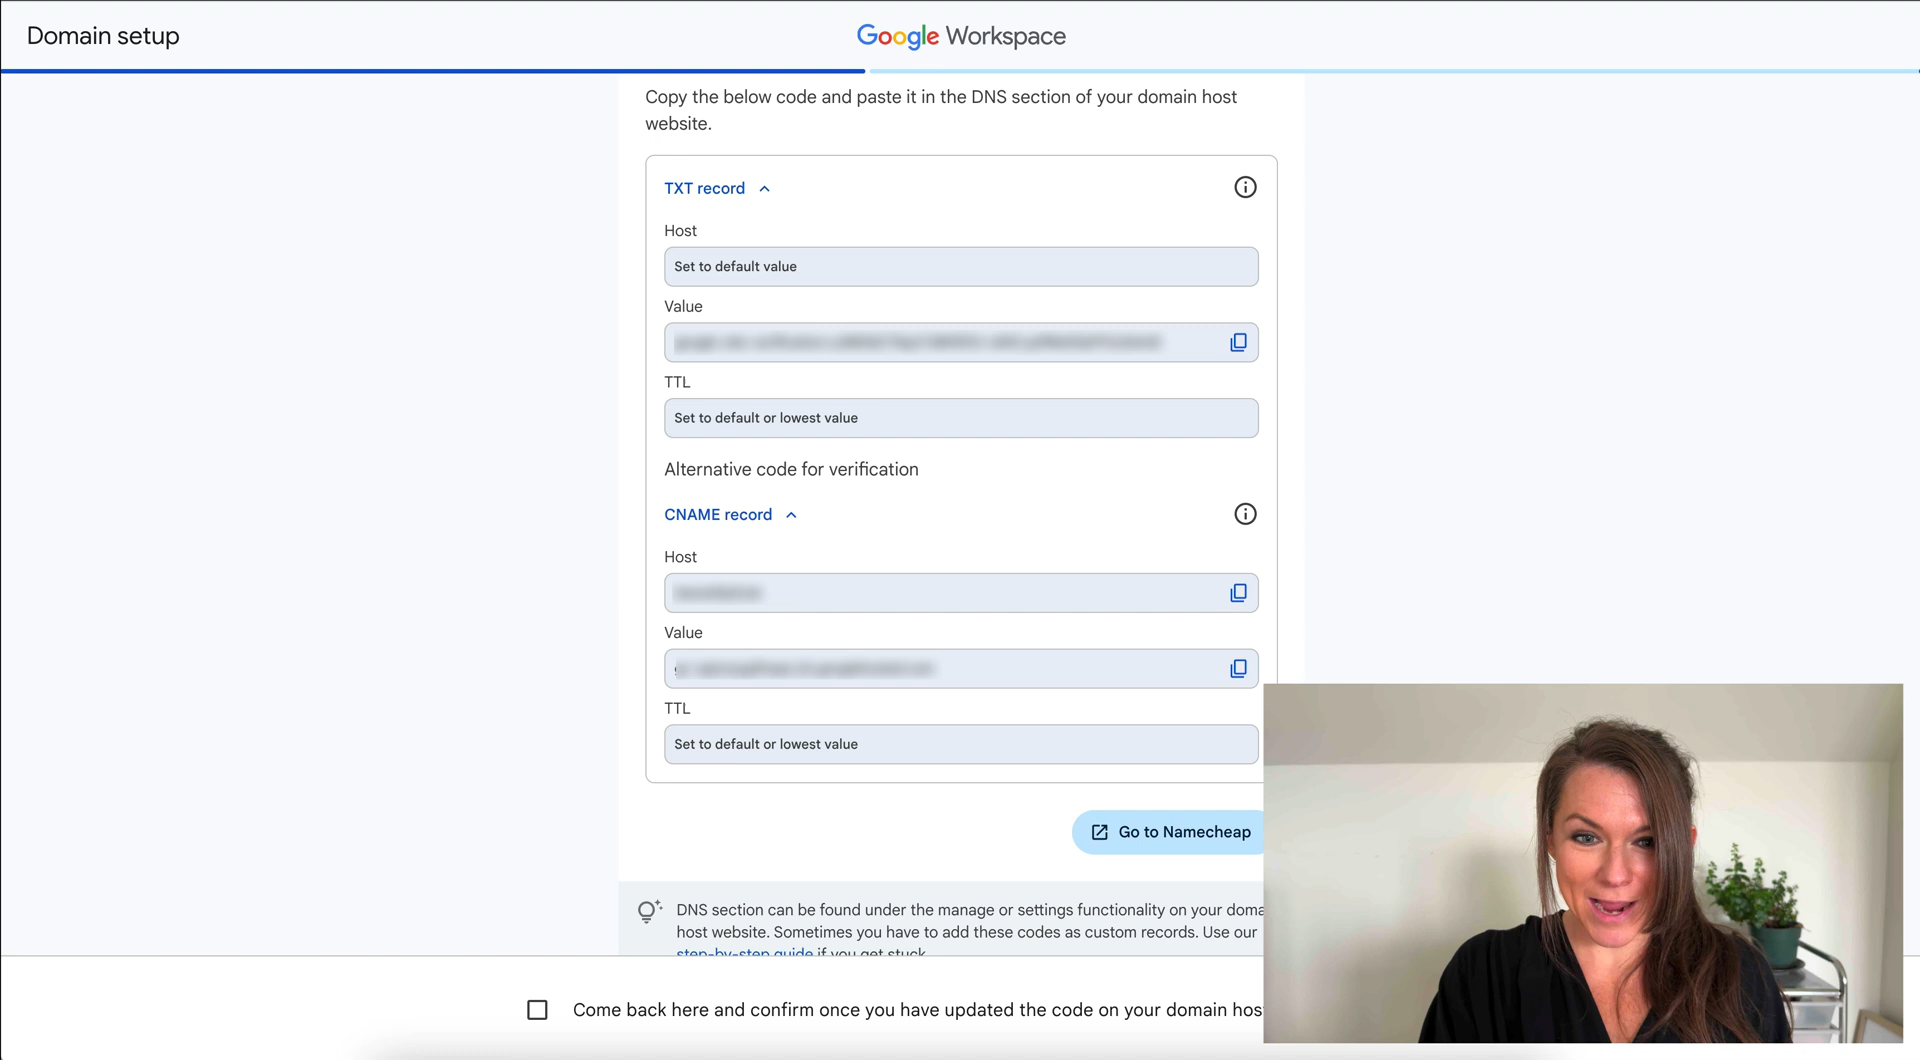 Domain setup
Google Workspace
Copy the below code and paste it in the DNS section of your domain host
website.
TXT record
Host
Set to default value
Value
TTL
Set to default or lowest value
Alternative code for verification
CNAME record
Host
Value
TTL
Set to default or lowest value
Go to Namecheap
DNS section can be found under the manage or settings functionality on your doma
host website. Sometimes you have to add these codes as custom records. Use our
step-by-step guide if you get stuck.
Come back here and confirm once you have updated the code on your domain hos